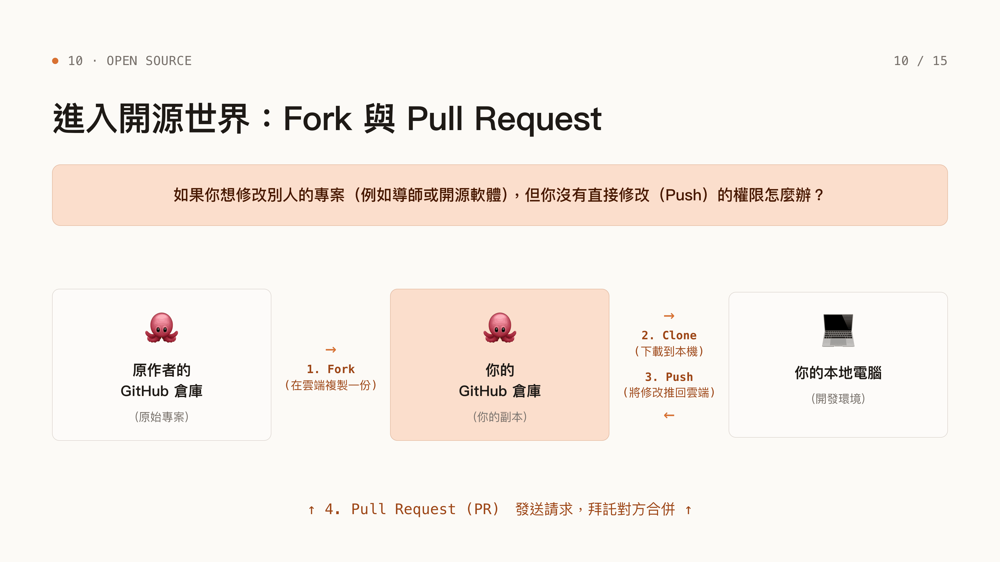 10 · OPEN SOURCE
10 / 15
進入開源世界：Fork 與 Pull Request
如果你想修改別人的專案（例如導師或開源軟體），但你沒有直接修改（Push）的權限怎麼辦？
原作者的
GitHub 倉庫
(原始專案)
→
1. Fork
(在雲端複製一份)
你的
GitHub 倉庫
(你的副本)
→
2. Clone
(下載到本機)
3. Push
(將修改推回雲端)
←
你的本地電腦
(開發環境)
↑ 4. Pull Request (PR) 發送請求，拜託對方合併 ↑